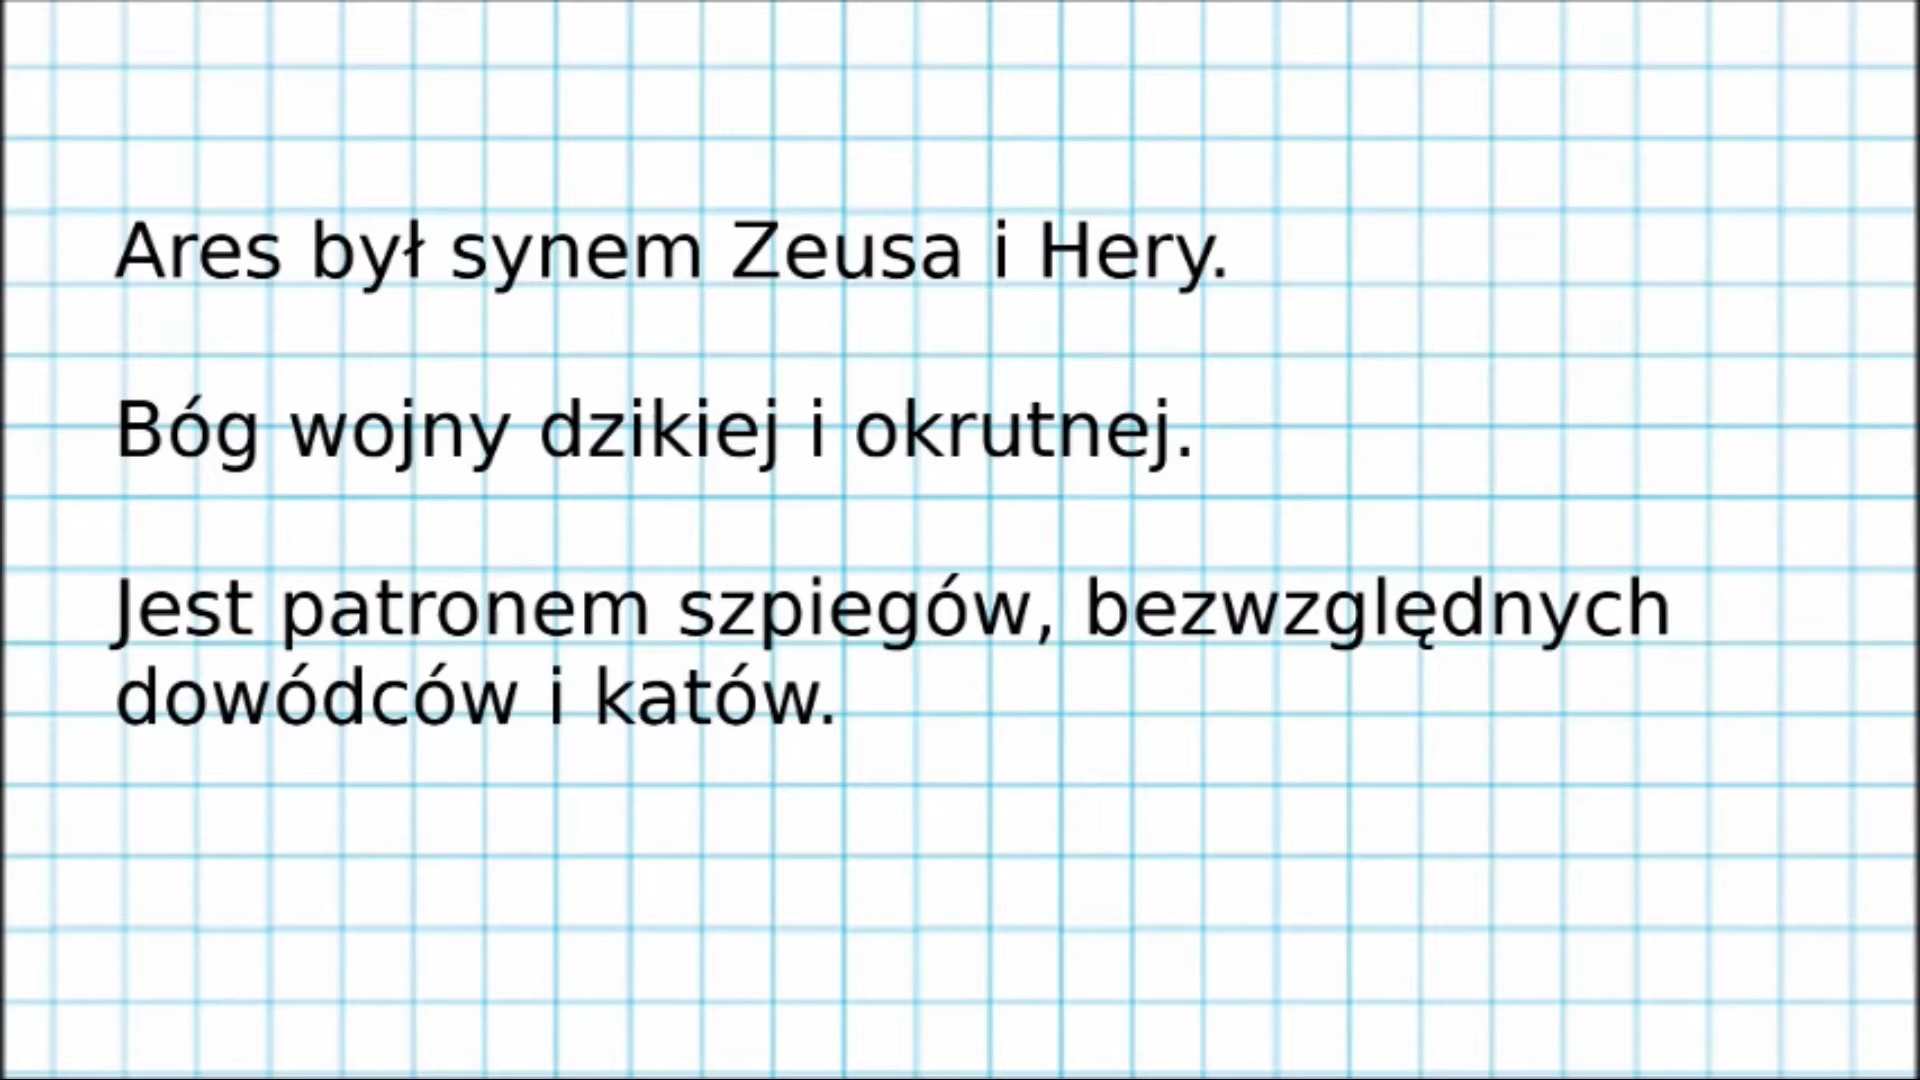 Ares był synem Zeusa i Hery.
Bóg wojny dzikiej i okrutnej.
Jest patronem szpiegów, bezwzględnych
dowódców i katów.